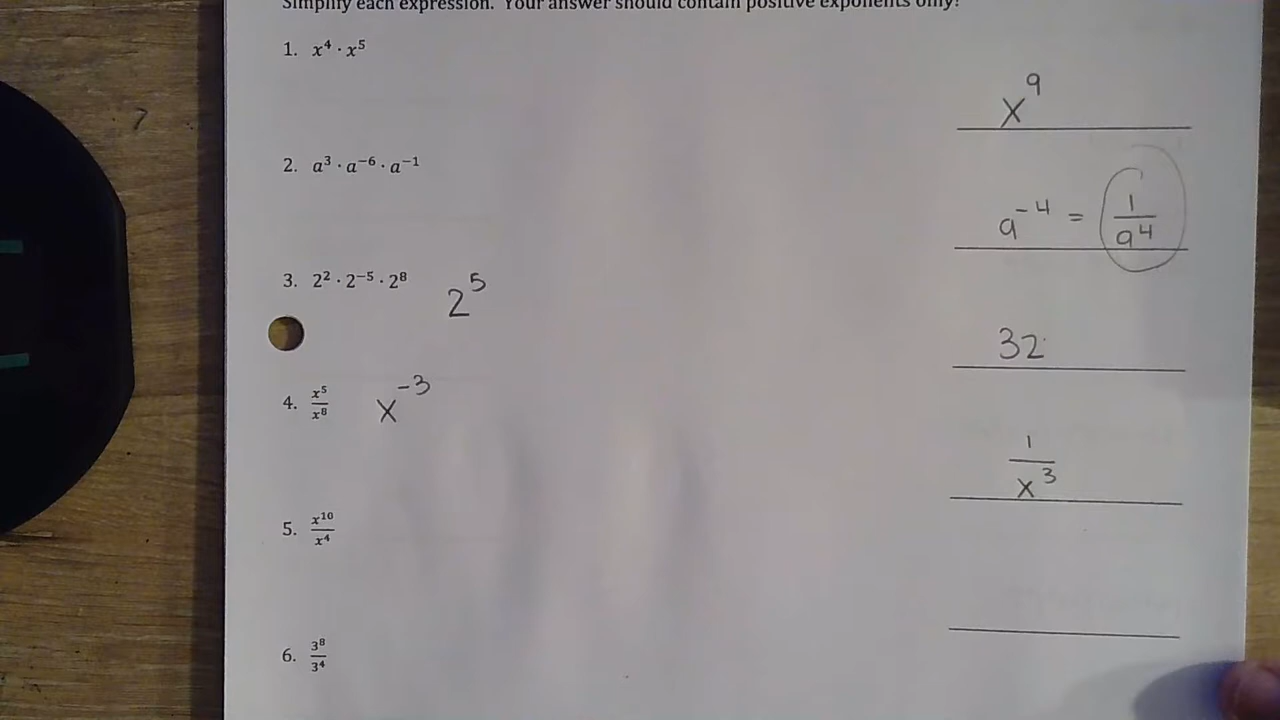 Simplify each expression. Your answer should contain positive exponents only!
1. x⁴ · x⁵
x⁹
2. a³ · a⁻⁶ · a⁻¹
a⁻⁴ = 1/a⁴
3. 2² · 2⁻⁵ · 2⁸ 2⁵
32
4. x⁵/x⁸ x⁻³
1/x³
5. x¹⁰/x⁴
6. 3⁸/3⁴